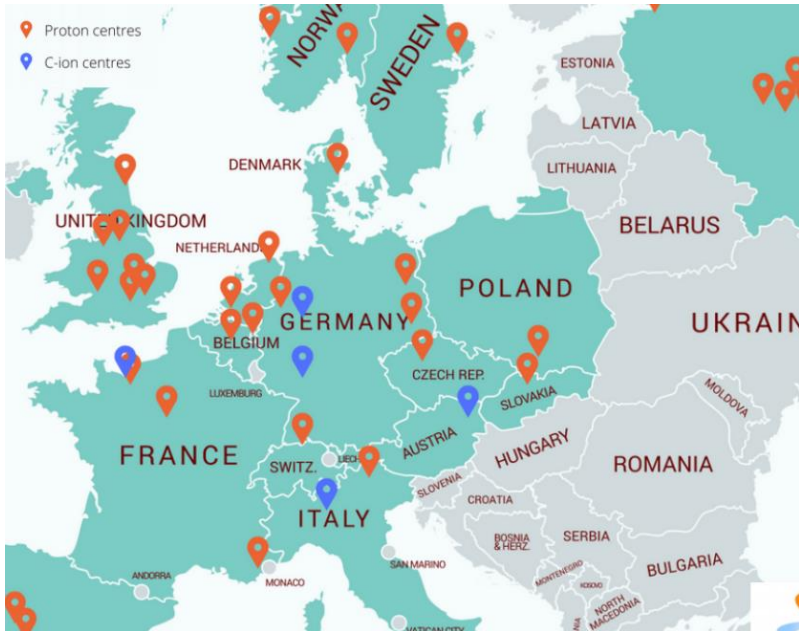 Proton centres
C-ion centres
NORWA
SWEDEN
ESTONIA
LATVIA
LITHUANIA
DENMARK
UNITED KINGDOM
BELARUS
NETHERLAND
POLAND
GERMANY
UKRAIN
BELGIUM
CZECH REP.
LUXEMBURG
SLOVAKIA
MOLDOVA
FRANCE
AUSTRIA
HUNGARY
SWITZ.
LIECH
ROMANIA
SLOVENIA
CROATIA
ITALY
BOSNIA
& HERZ.
SERBIA
SAN MARINO
BULGARIA
ANDORRA
MONACO
MONTENEGRO
KOSOVO
NORTH
MACEDONIA
VATICAN CITY